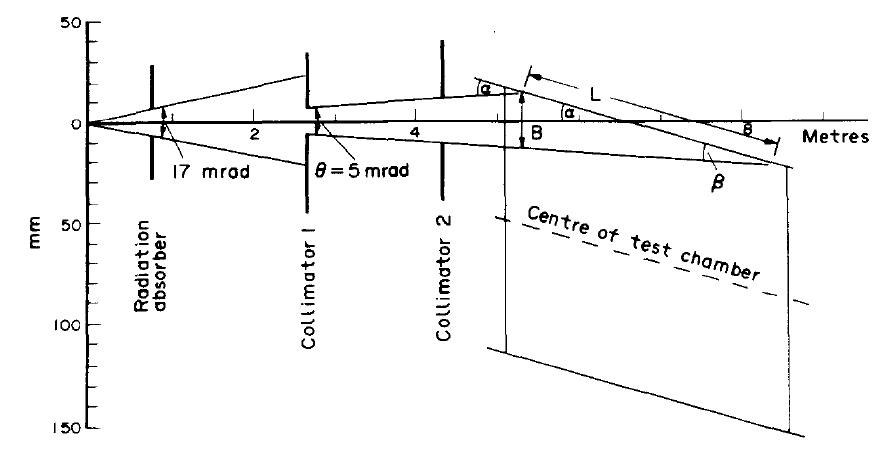 50
0
50
100
150
mm
2
4
B
8
Metres
17 mrad
θ = 5 mrad
α
α
L
B
β
Radiation
absorber
Collimator 1
Collimator 2
Centre of test chamber